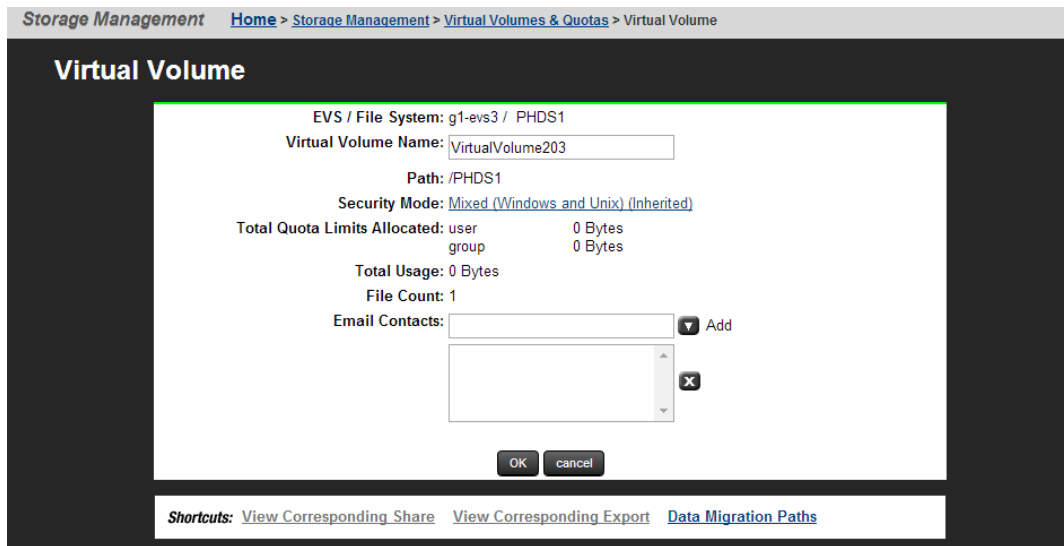 Storage Management Home > Storage Management > Virtual Volumes & Quotas > Virtual Volume
Virtual Volume
EVS / File System: g1-evs3 / PHDS1
Virtual Volume Name: VirtualVolume203
Path: /PHDS1
Security Mode: Mixed (Windows and Unix) (Inherited)
Total Quota Limits Allocated: user 0 Bytes
group 0 Bytes
Total Usage: 0 Bytes
File Count: 1
Email Contacts: Add
X
OK cancel
Shortcuts: View Corresponding Share View Corresponding Export Data Migration Paths